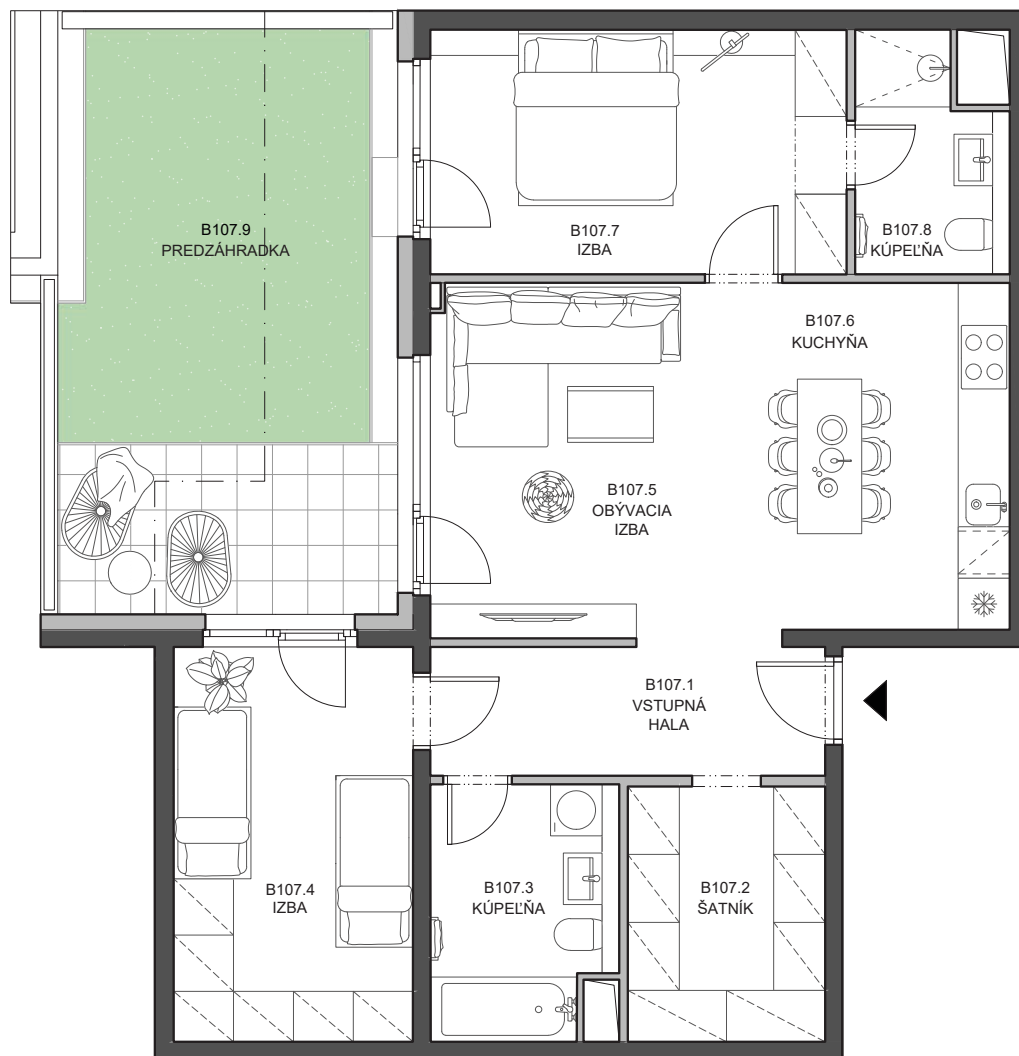 B107.9
PREDZÁHRADKA
B107.7
IZBA
B107.8
KÚPEĽŇA
B107.6
KUCHYŇA
B107.5
OBÝVACIA
IZBA
B107.1
VSTUPNÁ
HALA
B107.4
IZBA
B107.3
KÚPEĽŇA
B107.2
ŠATNÍK